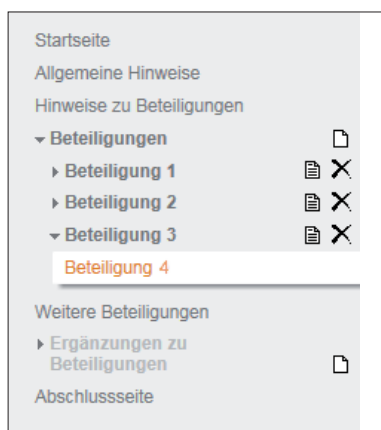 Startseite
Allgemeine Hinweise
Hinweise zu Beteiligungen
Beteiligungen
Beteiligung 1
Beteiligung 2
Beteiligung 3
Beteiligung 4
Weitere Beteiligungen
Ergänzungen zu
Beteiligungen
Abschlussseite